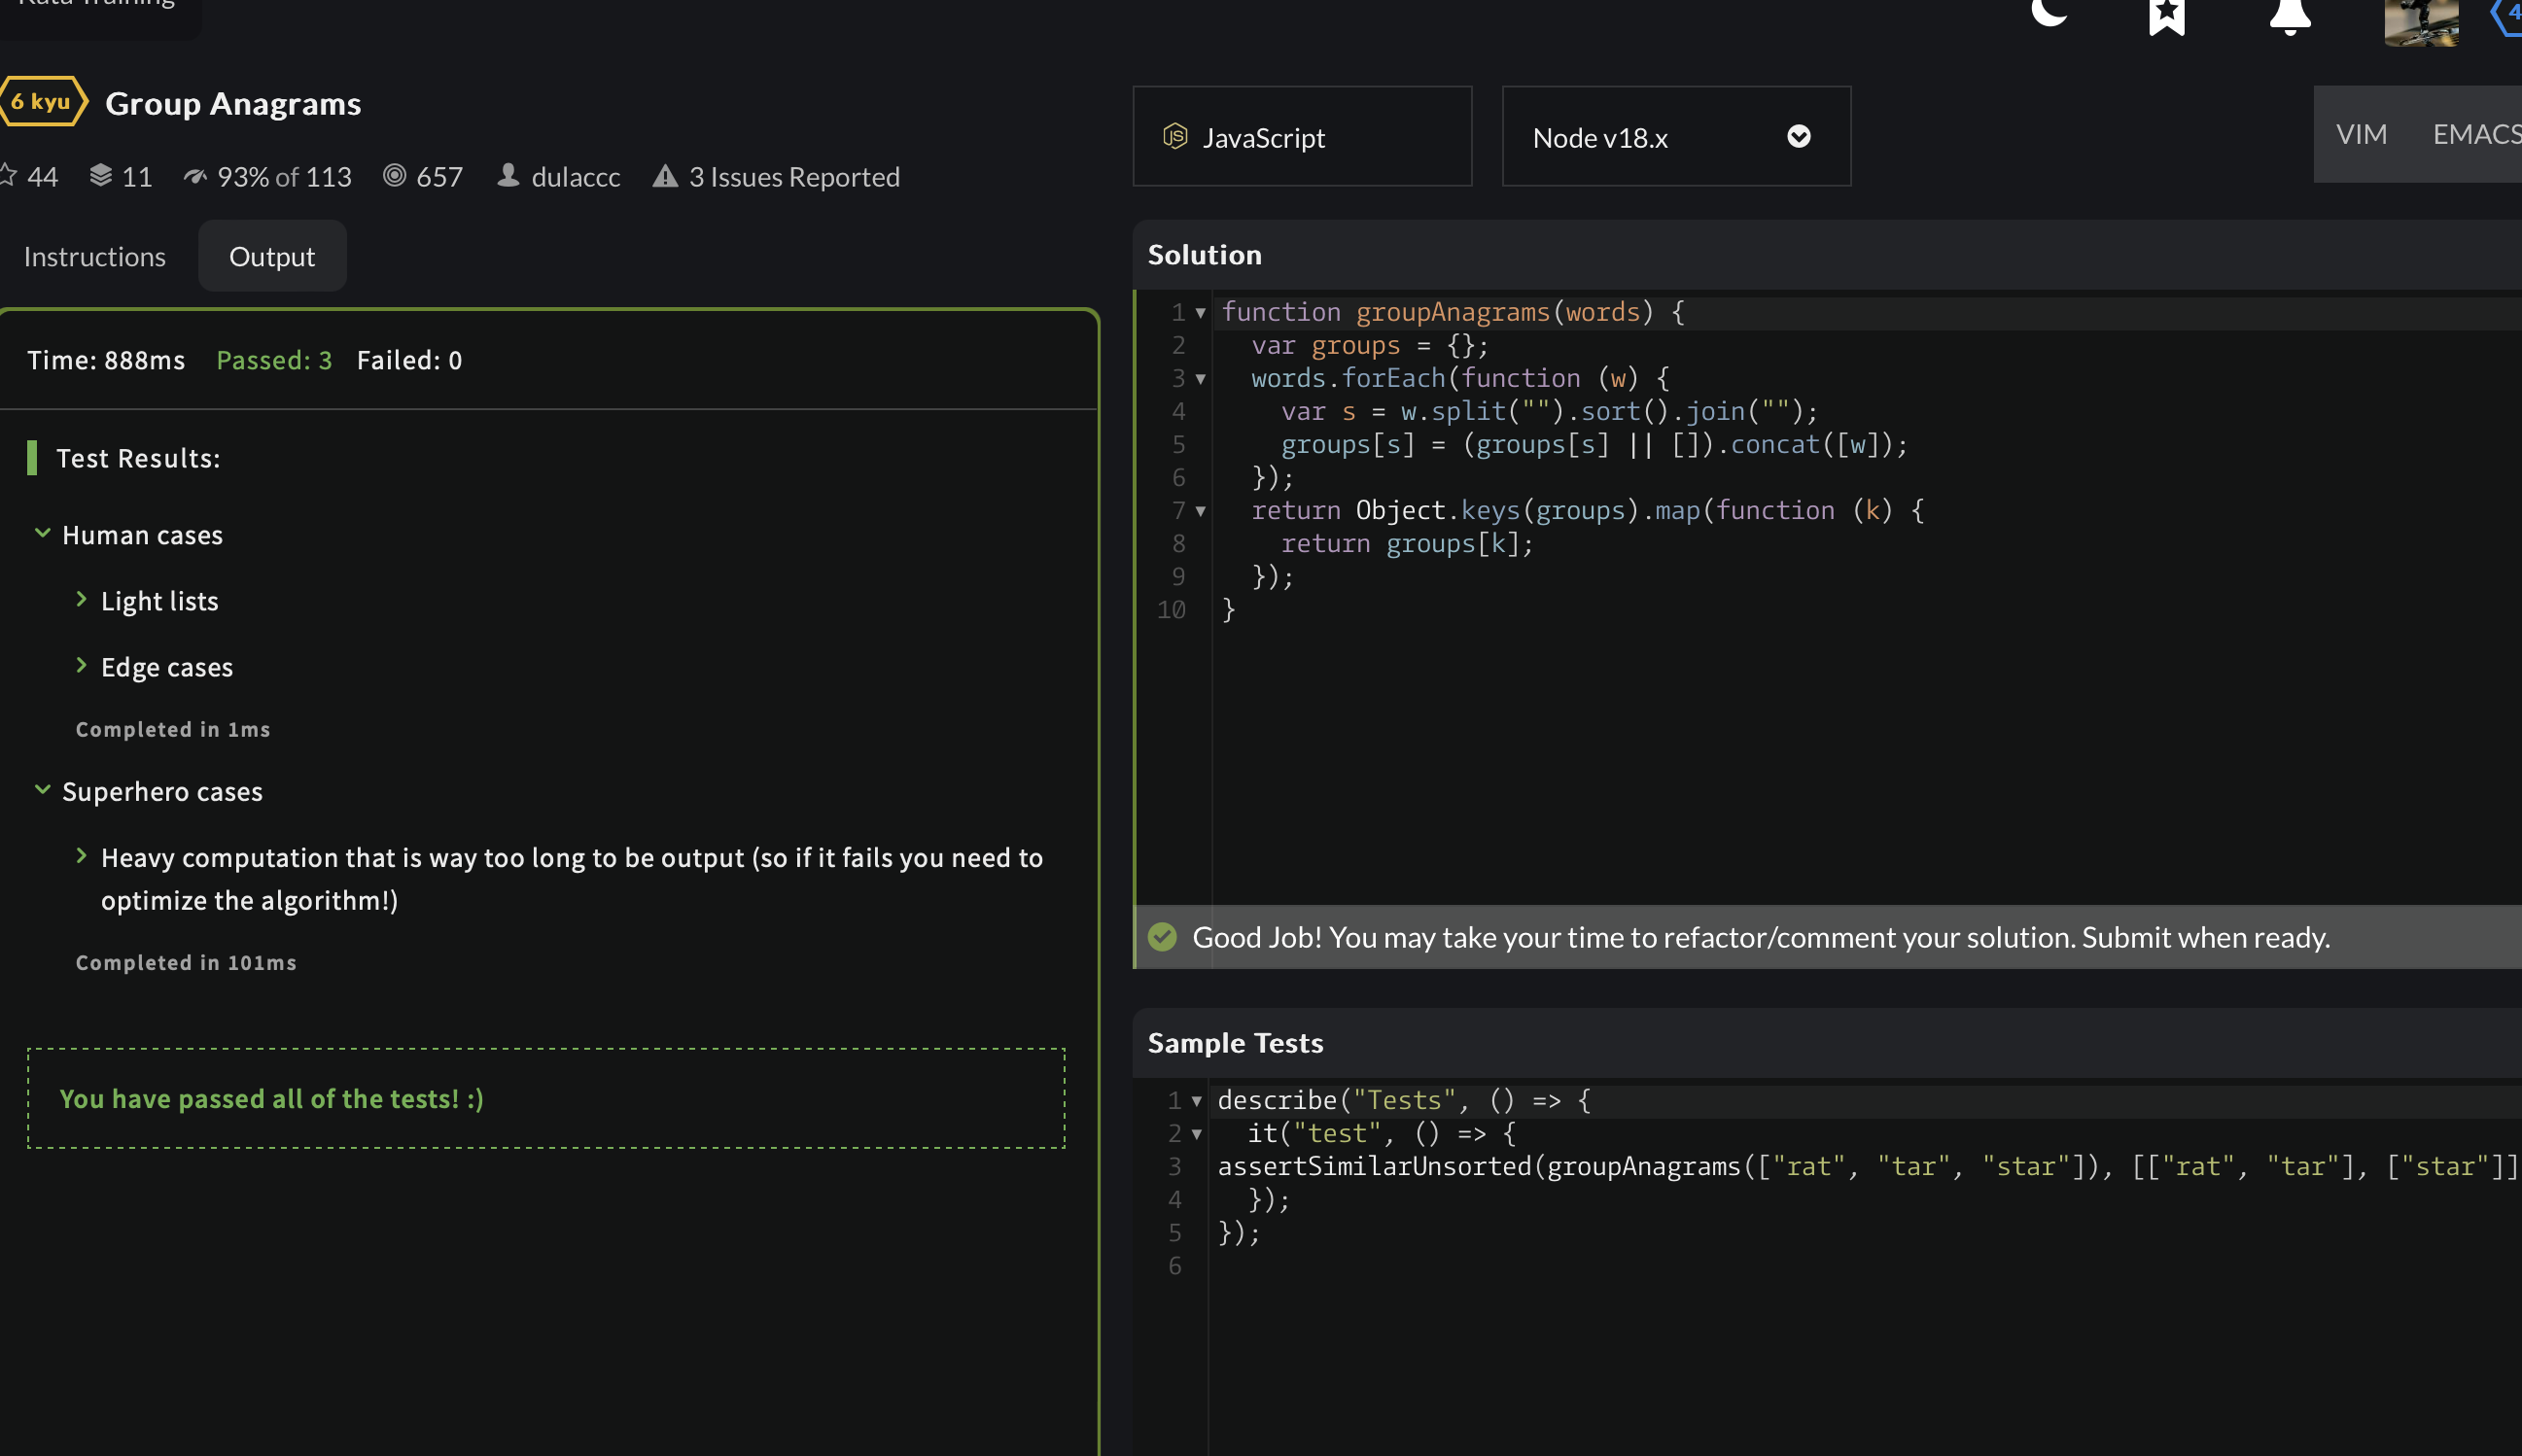 Kata Training
6 kyu Group Anagrams
44 11 93% of 113 657 dulaccc 3 Issues Reported
Instructions Output
Time: 888ms Passed: 3 Failed: 0
Test Results:
Human cases
Light lists
Edge cases
Completed in 1ms
Superhero cases
Heavy computation that is way too long to be output (so if it fails you need to
optimize the algorithm!)
Completed in 101ms
You have passed all of the tests! :)
JS JavaScript Node v18.x VIM EMACS
4
Solution
1 function groupAnagrams(words) {
2   var groups = {};
3   words.forEach(function (w) {
4     var s = w.split("").sort().join("");
5     groups[s] = (groups[s] || []).concat([w]);
6   });
7   return Object.keys(groups).map(function (k) {
8     return groups[k];
9   });
10 }
Good Job! You may take your time to refactor/comment your solution. Submit when ready.
Sample Tests
1 describe("Tests", () => {
2   it("test", () => {
3 assertSimilarUnsorted(groupAnagrams(["rat", "tar", "star"]), [["rat", "tar"], ["star"]]
4   });
5 });
6